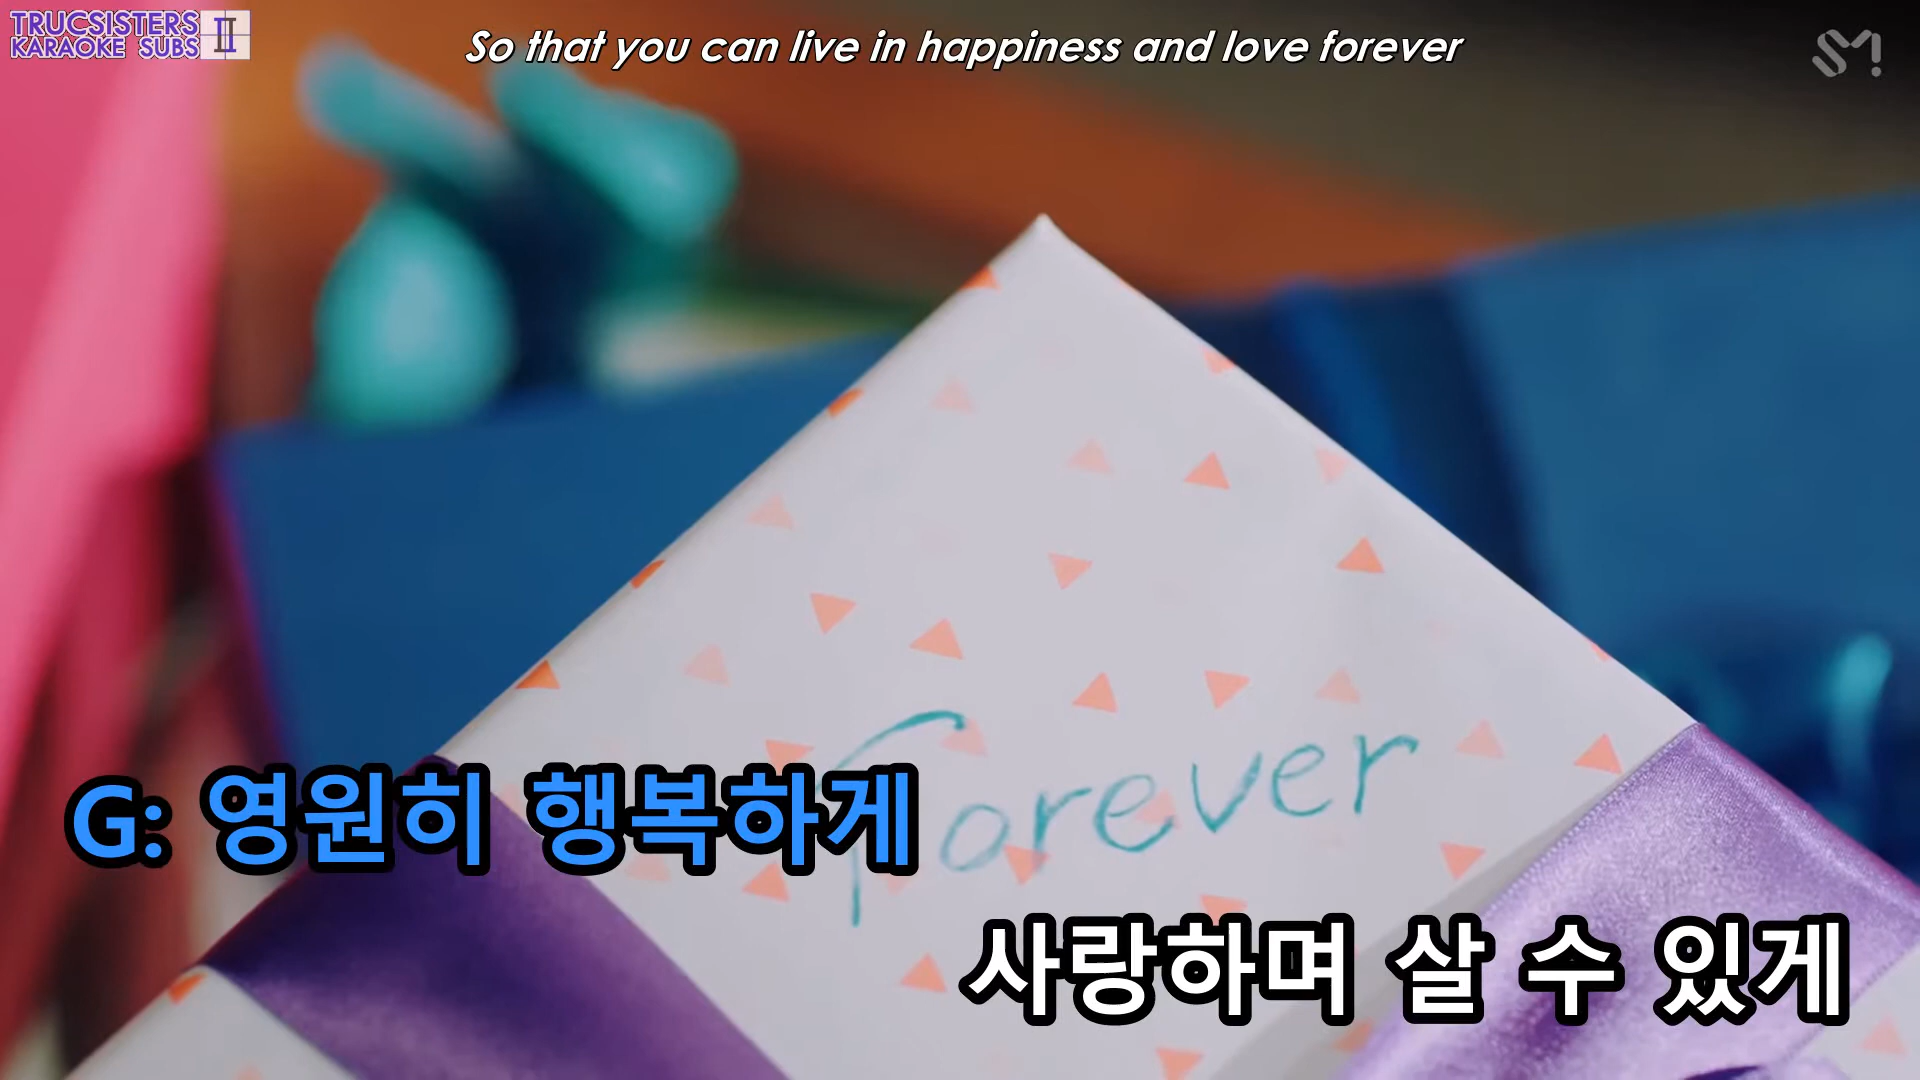 TRUCSISTERS
KARAOKE SUBS II
So that you can live in happiness and love forever
SM!
Forever
G: 영원히 행복하게
사랑하며 살 수 있게